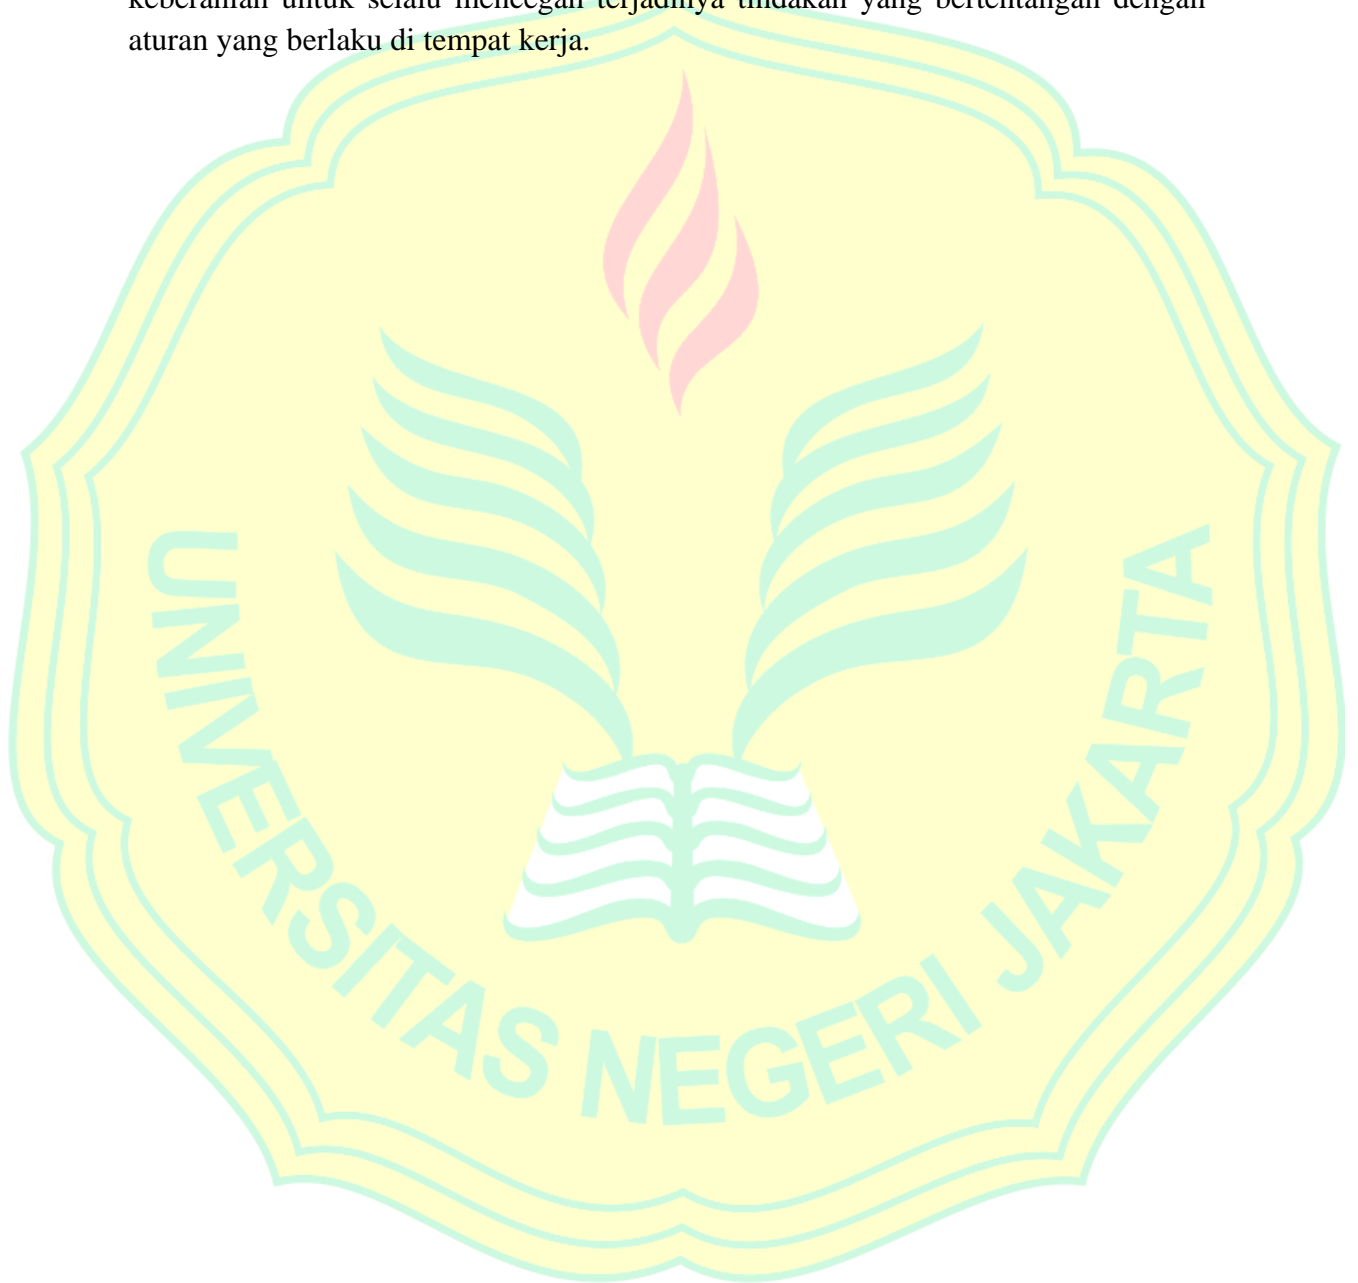 keberanian untuk selalu mencegah terjadinya tindakan yang bertentangan dengan
aturan yang berlaku di tempat kerja.
UNIVERSITAS NEGERI JAKARTA